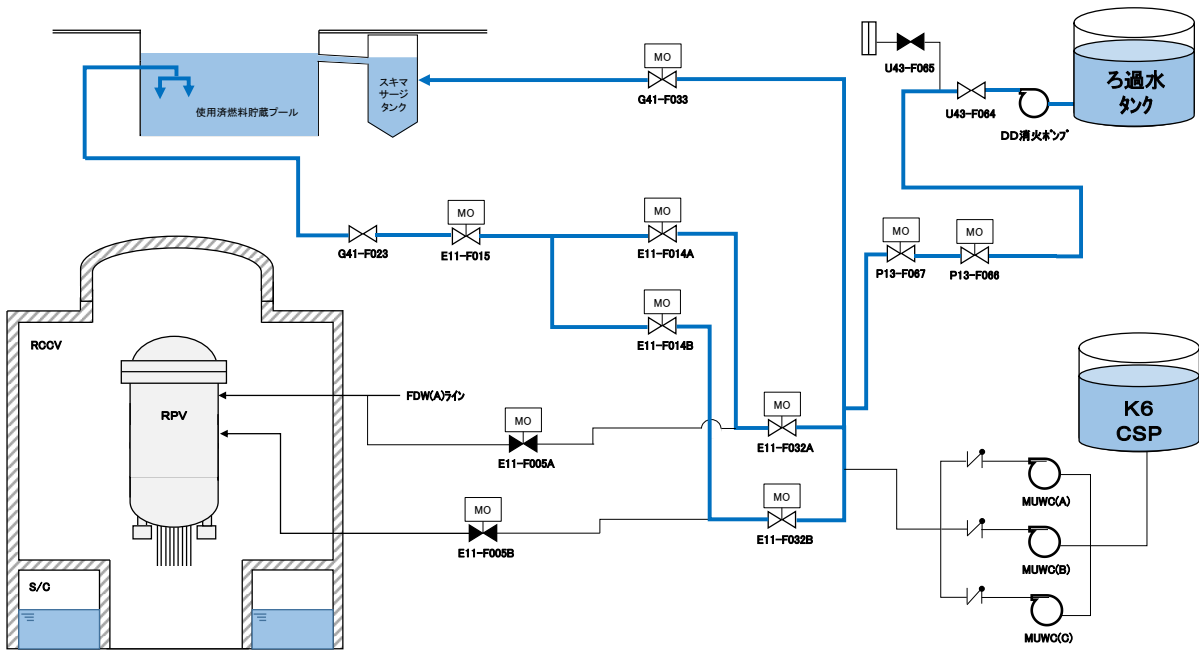 MO
U43-F065
スキマ
サージ
タンク
G41-F033
ろ過水
タンク
使用済燃料貯蔵プール
U43-F064
DD消火ﾎﾟﾝﾌﾟ
MO
MO
G41-F023
E11-F015
E11-F014A
MO
MO
P13-F067
P13-F066
MO
E11-F014B
RCCV
RPV
FDW(A)ライン
MO
MO
K6
CSP
E11-F005A
E11-F032A
MUWC(A)
MO
MO
E11-F005B
E11-F032B
MUWC(B)
S/C
MUWC(C)